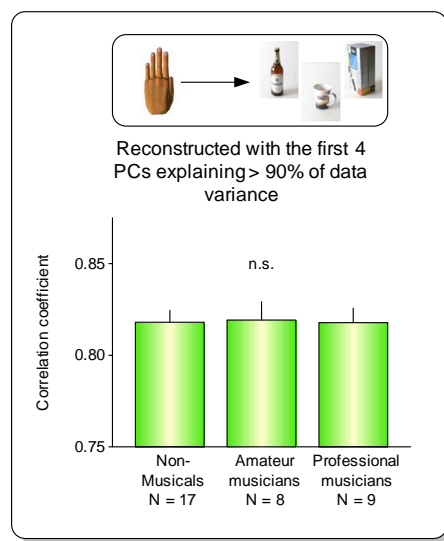 Reconstructed with the first 4
PCs explaining > 90% of data
variance
Correlation coefficient
0.85
0.80
0.75
n.s.
Non-
Musicals
N = 17
Amateur
musicians
N = 8
Professional
musicians
N = 9